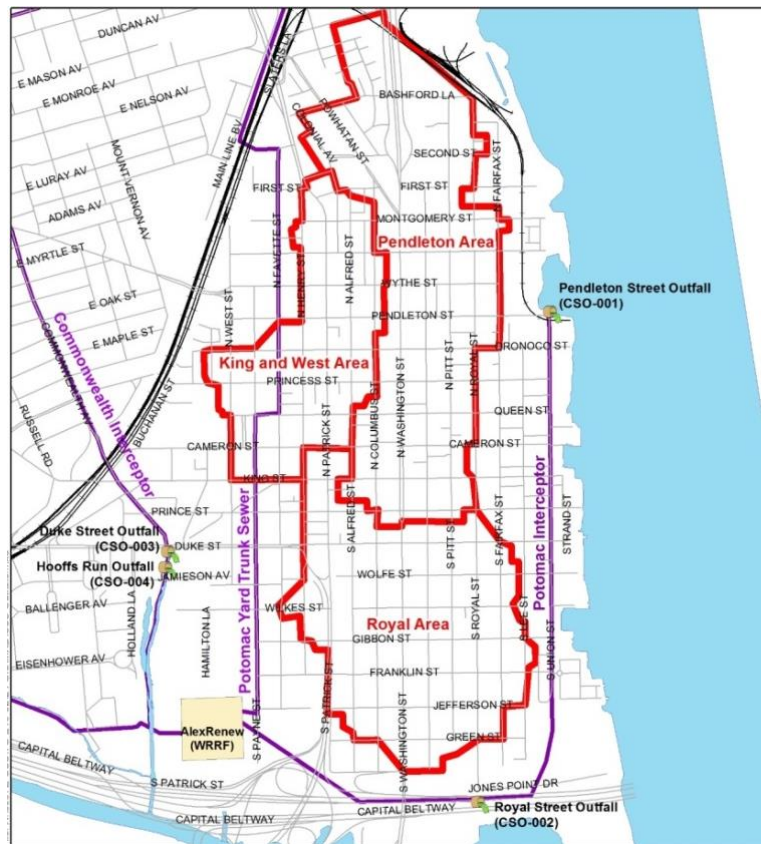 DUNCAN AV
SLATERS LA
E MASON AV
E MONROE AV
E NELSON AV
BASHFORD LA
POWHATAN ST
COLONIAL AV
MAIN LINE BV
MOUNT VERNON AV
SECOND ST
E LURAY AV
FIRST ST
FIRST ST
N FAIRFAX ST
ADAMS AV
MONTGOMERY ST
E MYRTLE ST
N FAYETTE ST
N HENRY ST
N ALFRED ST
Pendleton Area
WYTHE ST
Pendleton Street Outfall
(CSO-001)
E OAK ST
N WEST ST
PENDLETON ST
E MAPLE ST
ORONOCO ST
Commonwealth Interceptor
COMMONWEALTH AV
King and West Area
PRINCESS ST
N COLUMBUS ST
N WASHINGTON ST
N PITT ST
N ROYAL ST
BUCHANAN ST
QUEEN ST
RUSSELL RD
CAMERON ST
N PATRICK ST
CAMERON ST
KING ST
Potomac Interceptor
PRINCE ST
S ALFRED ST
S PITT ST
S FAIRFAX ST
STRAND ST
Duke Street Outfall
(CSO-003)
DUKE ST
Hooffs Run Outfall
(CSO-004)
JAMIESON AV
Potomac Yard Trunk Sewer
WOLFE ST
BALLENGER AV
HOLLAND LA
HAMILTON LA
WILKES ST
Royal Area
S ROYAL ST
S LEE ST
GIBBON ST
EISENHOWER AV
S UNION ST
FRANKLIN ST
S PAYNE ST
S PATRICK ST
JEFFERSON ST
AlexRenew
(WRRF)
S WASHINGTON ST
GREEN ST
CAPITAL BELTWAY
S PATRICK ST
JONES POINT DR
CAPITAL BELTWAY
CAPITAL BELTWAY
Royal Street Outfall
(CSO-002)